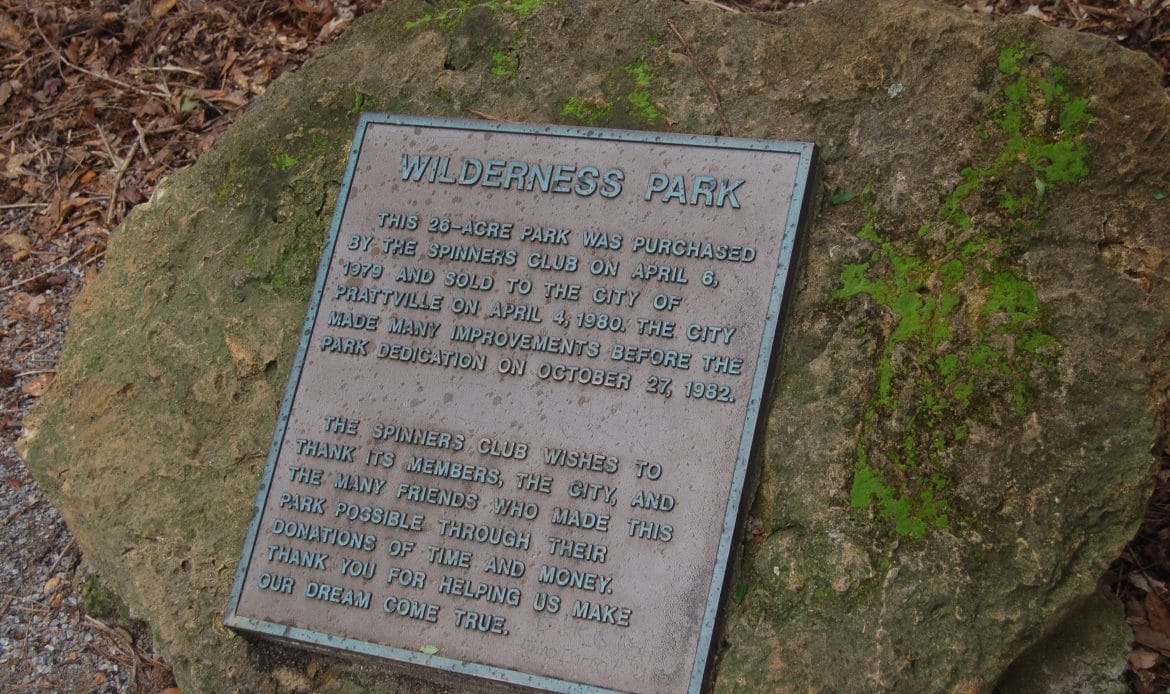 WILDERNESS PARK
THIS 26-ACRE PARK WAS PURCHASED
BY THE SPINNERS CLUB ON APRIL 6,
1979 AND SOLD TO THE CITY OF
PRATTVILLE ON APRIL 4, 1980. THE CITY
MADE MANY IMPROVEMENTS BEFORE THE
PARK DEDICATION ON OCTOBER 27, 1982.
THE SPINNERS CLUB WISHES TO
THANK ITS MEMBERS, THE CITY, AND
THE MANY FRIENDS WHO MADE THIS
PARK POSSIBLE THROUGH THEIR
DONATIONS OF TIME AND MONEY.
THANK YOU FOR HELPING US MAKE
OUR DREAM COME TRUE.